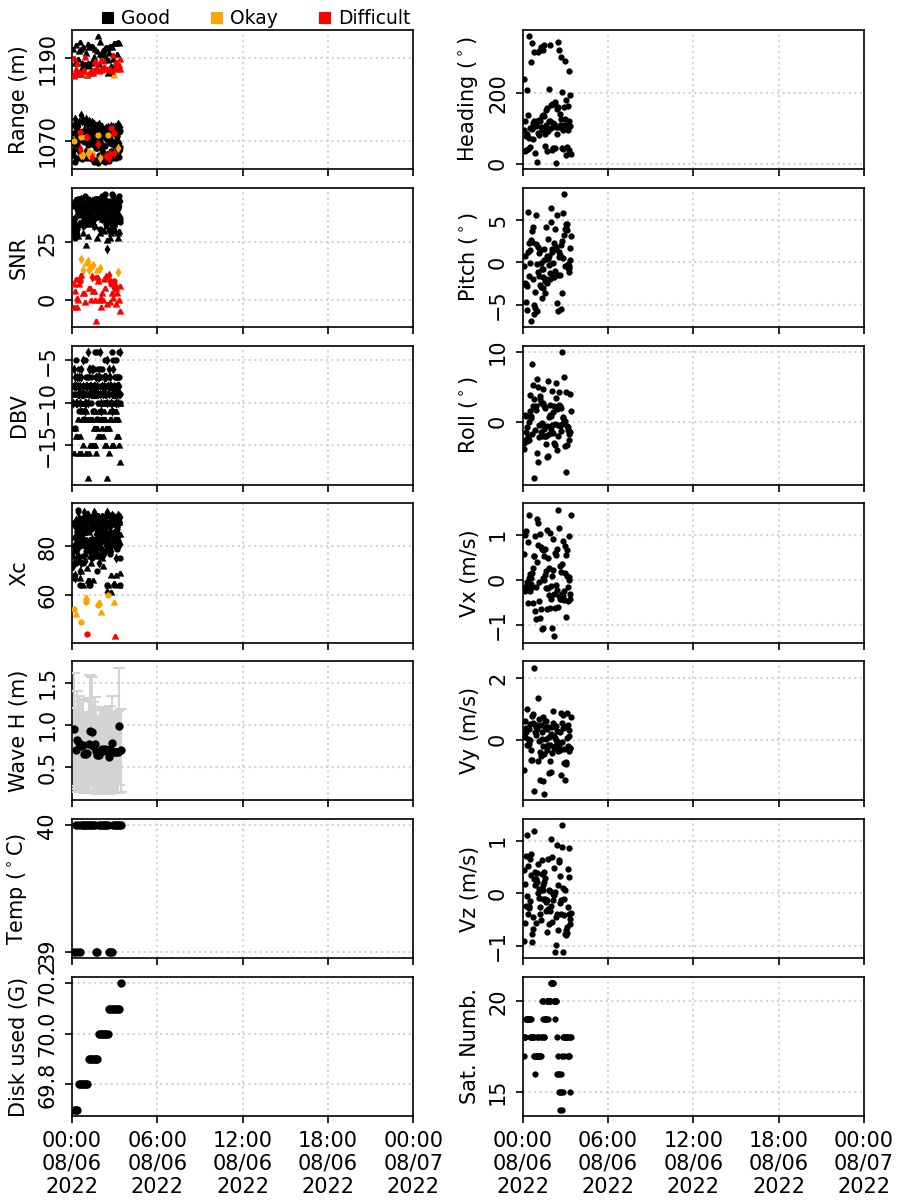 Good Okay Difficult
Range (m)
1190
1070
Heading (°)
200
0
SNR
25
0
Pitch (°)
5
0
−5
DBV
−5
−10
−15
Roll (°)
10
0
Xc
80
60
Vx (m/s)
1
0
−1
Wave H (m)
1.5
1.0
0.5
Vy (m/s)
2
0
Temp (°C)
40
39
Vz (m/s)
1
0
−1
Disk used (G)
70.2
70.0
69.8
Sat. Numb.
20
15
00:00 06:00 12:00 18:00 00:00
08/06 08/06 08/06 08/06 08/07
2022 2022 2022 2022 2022
00:00 06:00 12:00 18:00 00:00
08/06 08/06 08/06 08/06 08/07
2022 2022 2022 2022 2022